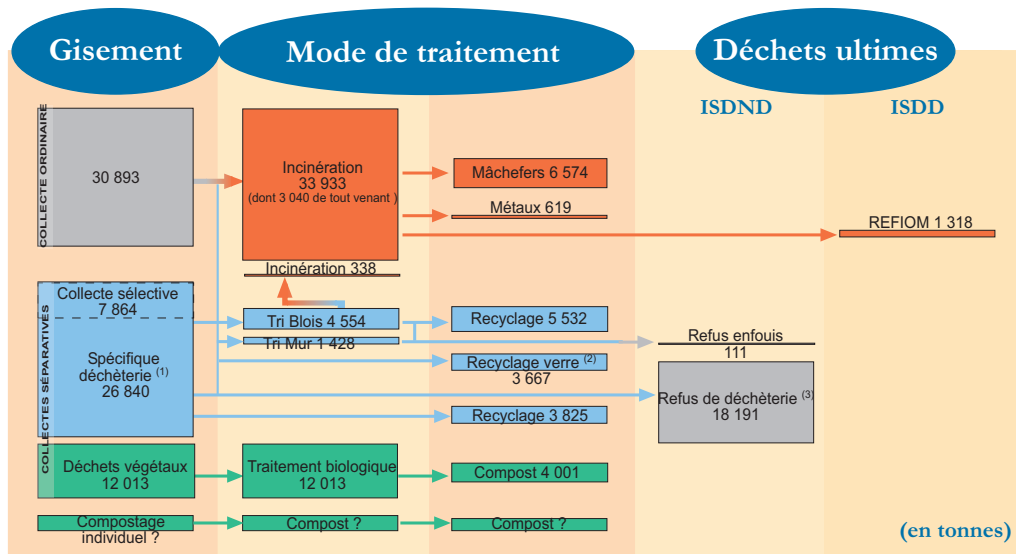 Gisement
Mode de traitement
Déchets ultimes
ISDND
ISDD
COLLECTE ORDINAIRE
30 893
Incinération
33 933
(dont 3 040 de tout venant )
Mâchefers 6 574
Métaux 619
REFIOM 1 318
Incinération 338
COLLECTES SÉPARATIVES
Collecte sélective
7 864
Tri Blois 4 554
Recyclage 5 532
Tri Mur 1 428
Refus enfouis
111
Spécifique
déchèterie (1)
26 840
Recyclage verre (2)
3 667
Refus de déchèterie (3)
18 191
Recyclage 3 825
Déchets végétaux
12 013
Traitement biologique
12 013
Compost 4 001
Compostage
individuel ?
Compost ?
Compost ?
(en tonnes)